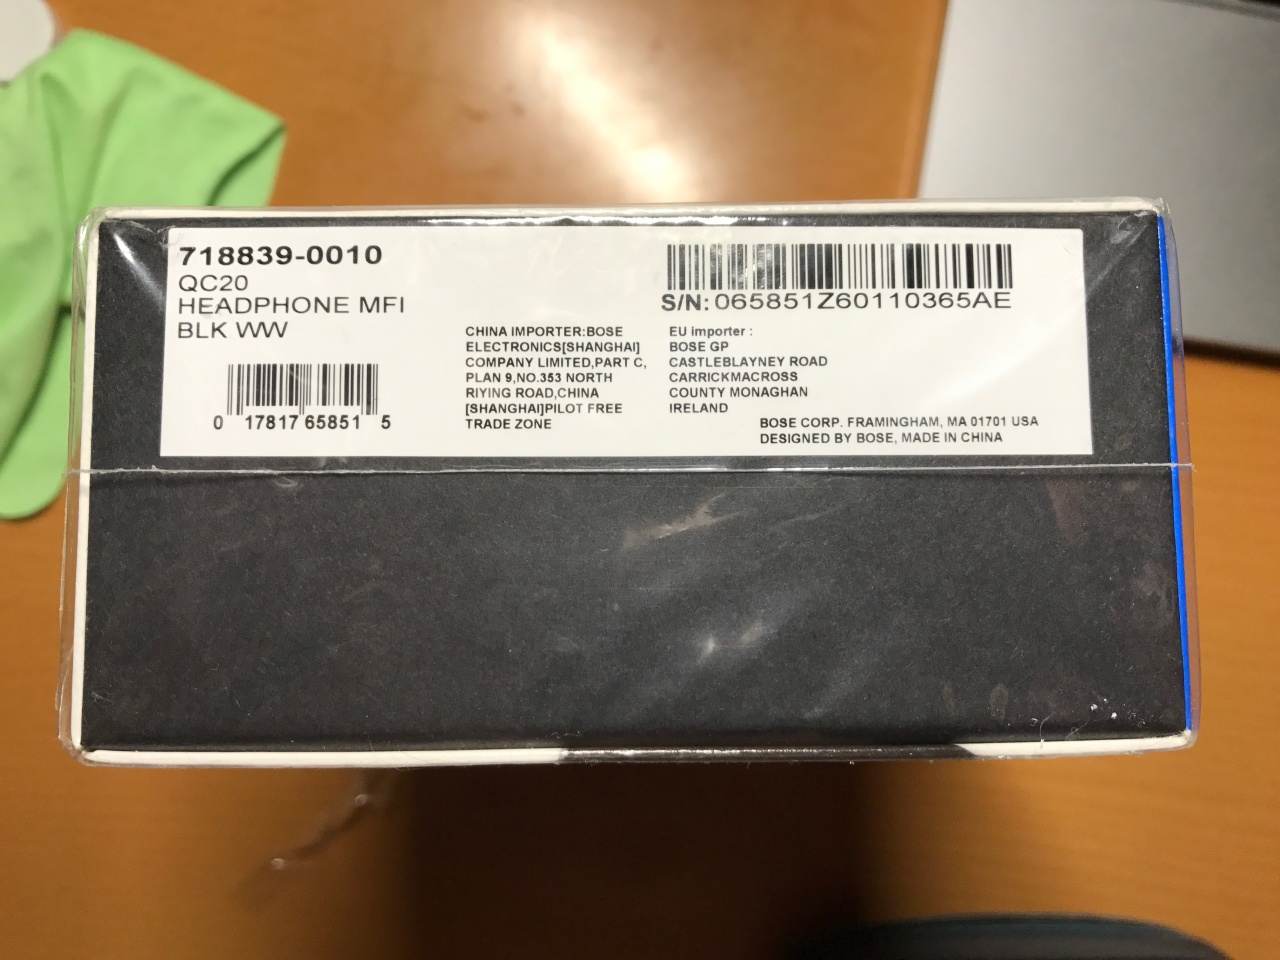 718839-0010
QC20
HEADPHONE MFI
BLK WW
0 17817 65851 5
CHINA IMPORTER:BOSE
ELECTRONICS[SHANGHAI]
COMPANY LIMITED,PART C,
PLAN 9,NO.353 NORTH
RIYING ROAD,CHINA
[SHANGHAI]PILOT FREE
TRADE ZONE
S/N: 065851Z60110365AE
EU importer :
BOSE GP
CASTLEBLAYNEY ROAD
CARRICKMACROSS
COUNTY MONAGHAN
IRELAND
BOSE CORP. FRAMINGHAM, MA 01701 USA
DESIGNED BY BOSE, MADE IN CHINA